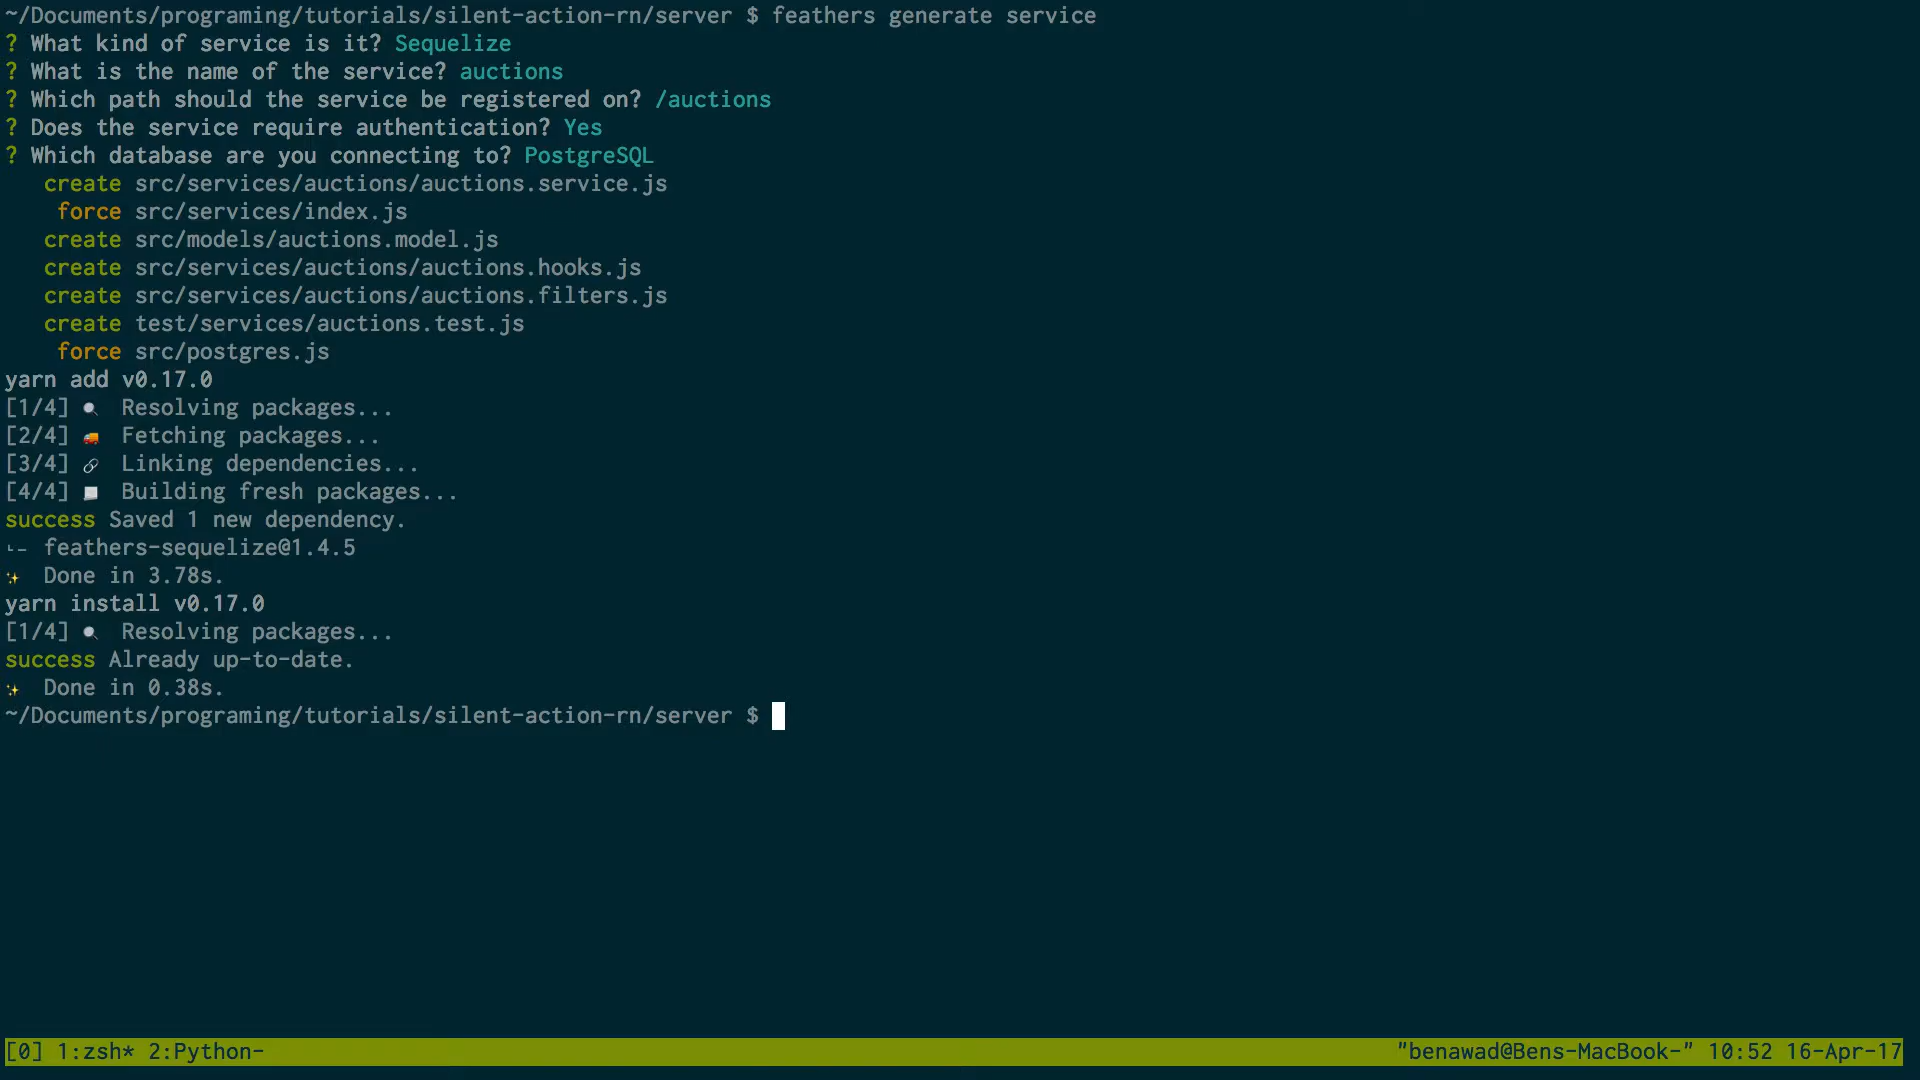 ~/Documents/programing/tutorials/silent-action-rn/server $ feathers generate service
? What kind of service is it? Sequelize
? What is the name of the service? auctions
? Which path should the service be registered on? /auctions
? Does the service require authentication? Yes
? Which database are you connecting to? PostgreSQL
create src/services/auctions/auctions.service.js
force src/services/index.js
create src/models/auctions.model.js
create src/services/auctions/auctions.hooks.js
create src/services/auctions/auctions.filters.js
create test/services/auctions.test.js
force src/postgres.js
yarn add v0.17.0
[1/4] 🔍 Resolving packages...
[2/4] 🚚 Fetching packages...
[3/4] 🔗 Linking dependencies...
[4/4] 📃 Building fresh packages...
success Saved 1 new dependency.
└─ feathers-sequelize@1.4.5
✨ Done in 3.78s.
yarn install v0.17.0
[1/4] 🔍 Resolving packages...
success Already up-to-date.
✨ Done in 0.38s.
~/Documents/programing/tutorials/silent-action-rn/server $
[0] 1:zsh* 2:Python- "benawad@Bens-MacBook-" 10:52 16-Apr-17